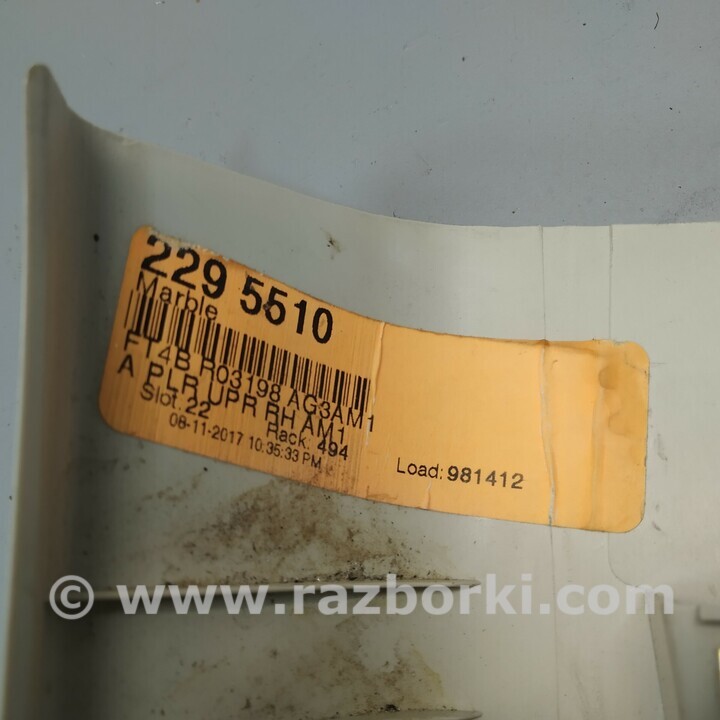 229 5510
Marble
FT4B R03198 AG3AM1
A PLR UPR RH AM1
Slot: 22 Rack: 494
08-11-2017 10:35:33 PM
Load: 981412
© www.razborki.com